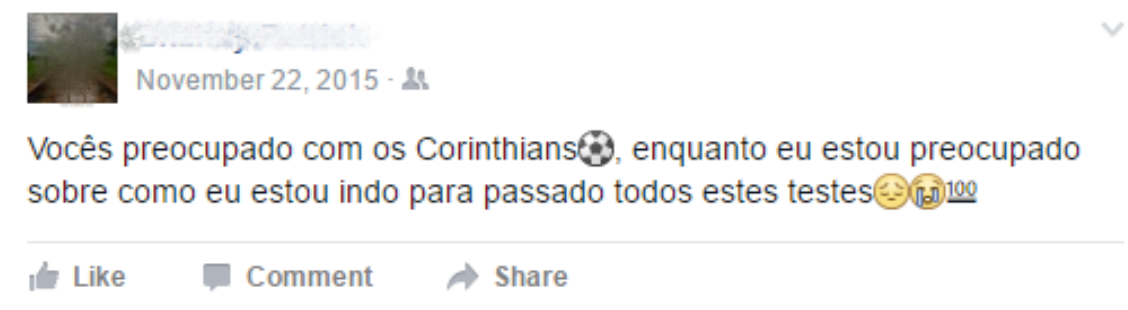 November 22, 2015 ·
Vocês preocupado com os Corinthians⚽, enquanto eu estou preocupado
sobre como eu estou indo para passado todos estes testes😔😭💯
Like Comment Share